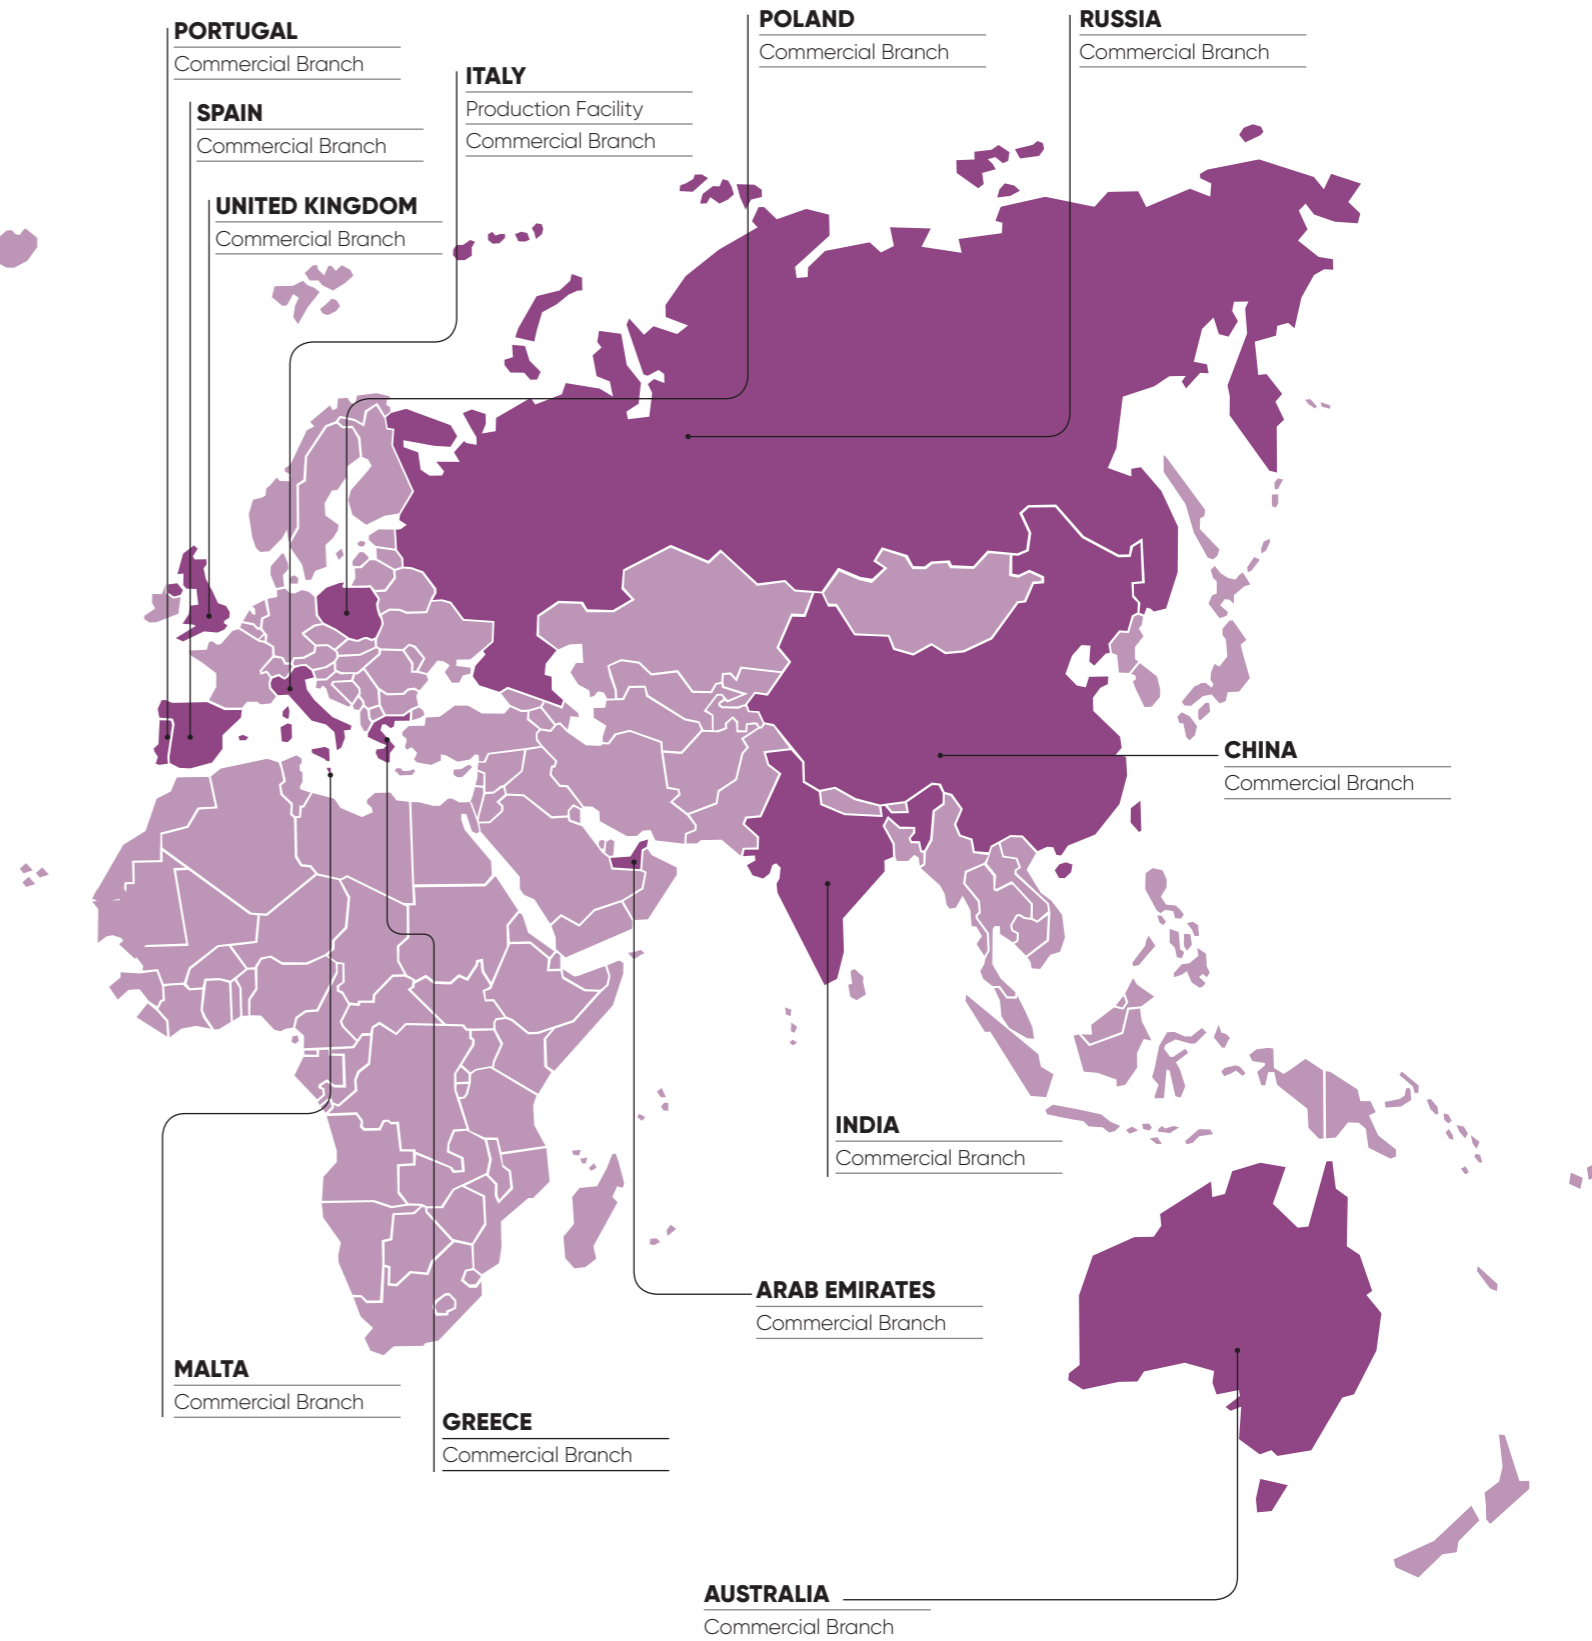 PORTUGAL
Commercial Branch
SPAIN
Commercial Branch
UNITED KINGDOM
Commercial Branch
ITALY
Production Facility
Commercial Branch
POLAND
Commercial Branch
RUSSIA
Commercial Branch
CHINA
Commercial Branch
INDIA
Commercial Branch
ARAB EMIRATES
Commercial Branch
MALTA
Commercial Branch
GREECE
Commercial Branch
AUSTRALIA
Commercial Branch